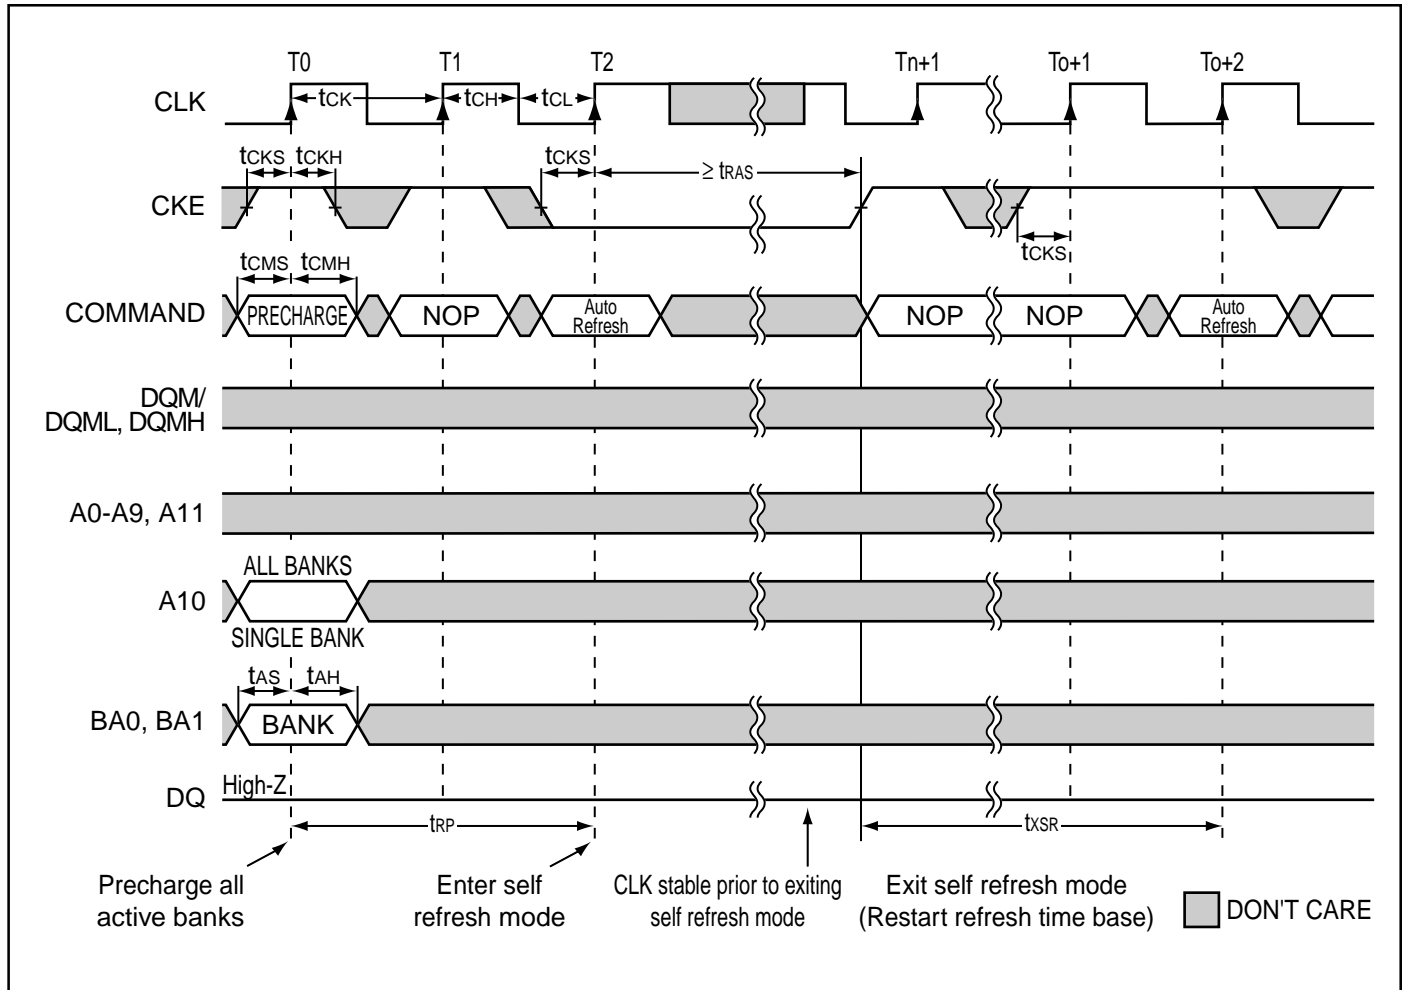 T0 T1 T2 Tn+1 To+1 To+2
CLK tCK tCH tCL
tCKS tCKH tCKS ≥ tRAS
CKE
tCKS
tCMS tCMH
COMMAND PRECHARGE NOP Auto Refresh NOP NOP Auto Refresh
DQM/
DQML, DQMH
A0-A9, A11
ALL BANKS
A10
SINGLE BANK
tAS tAH
BA0, BA1 BANK
DQ High-Z
tRP tXSR
Precharge all
active banks
Enter self
refresh mode
CLK stable prior to exiting
self refresh mode
Exit self refresh mode
(Restart refresh time base)
DON'T CARE